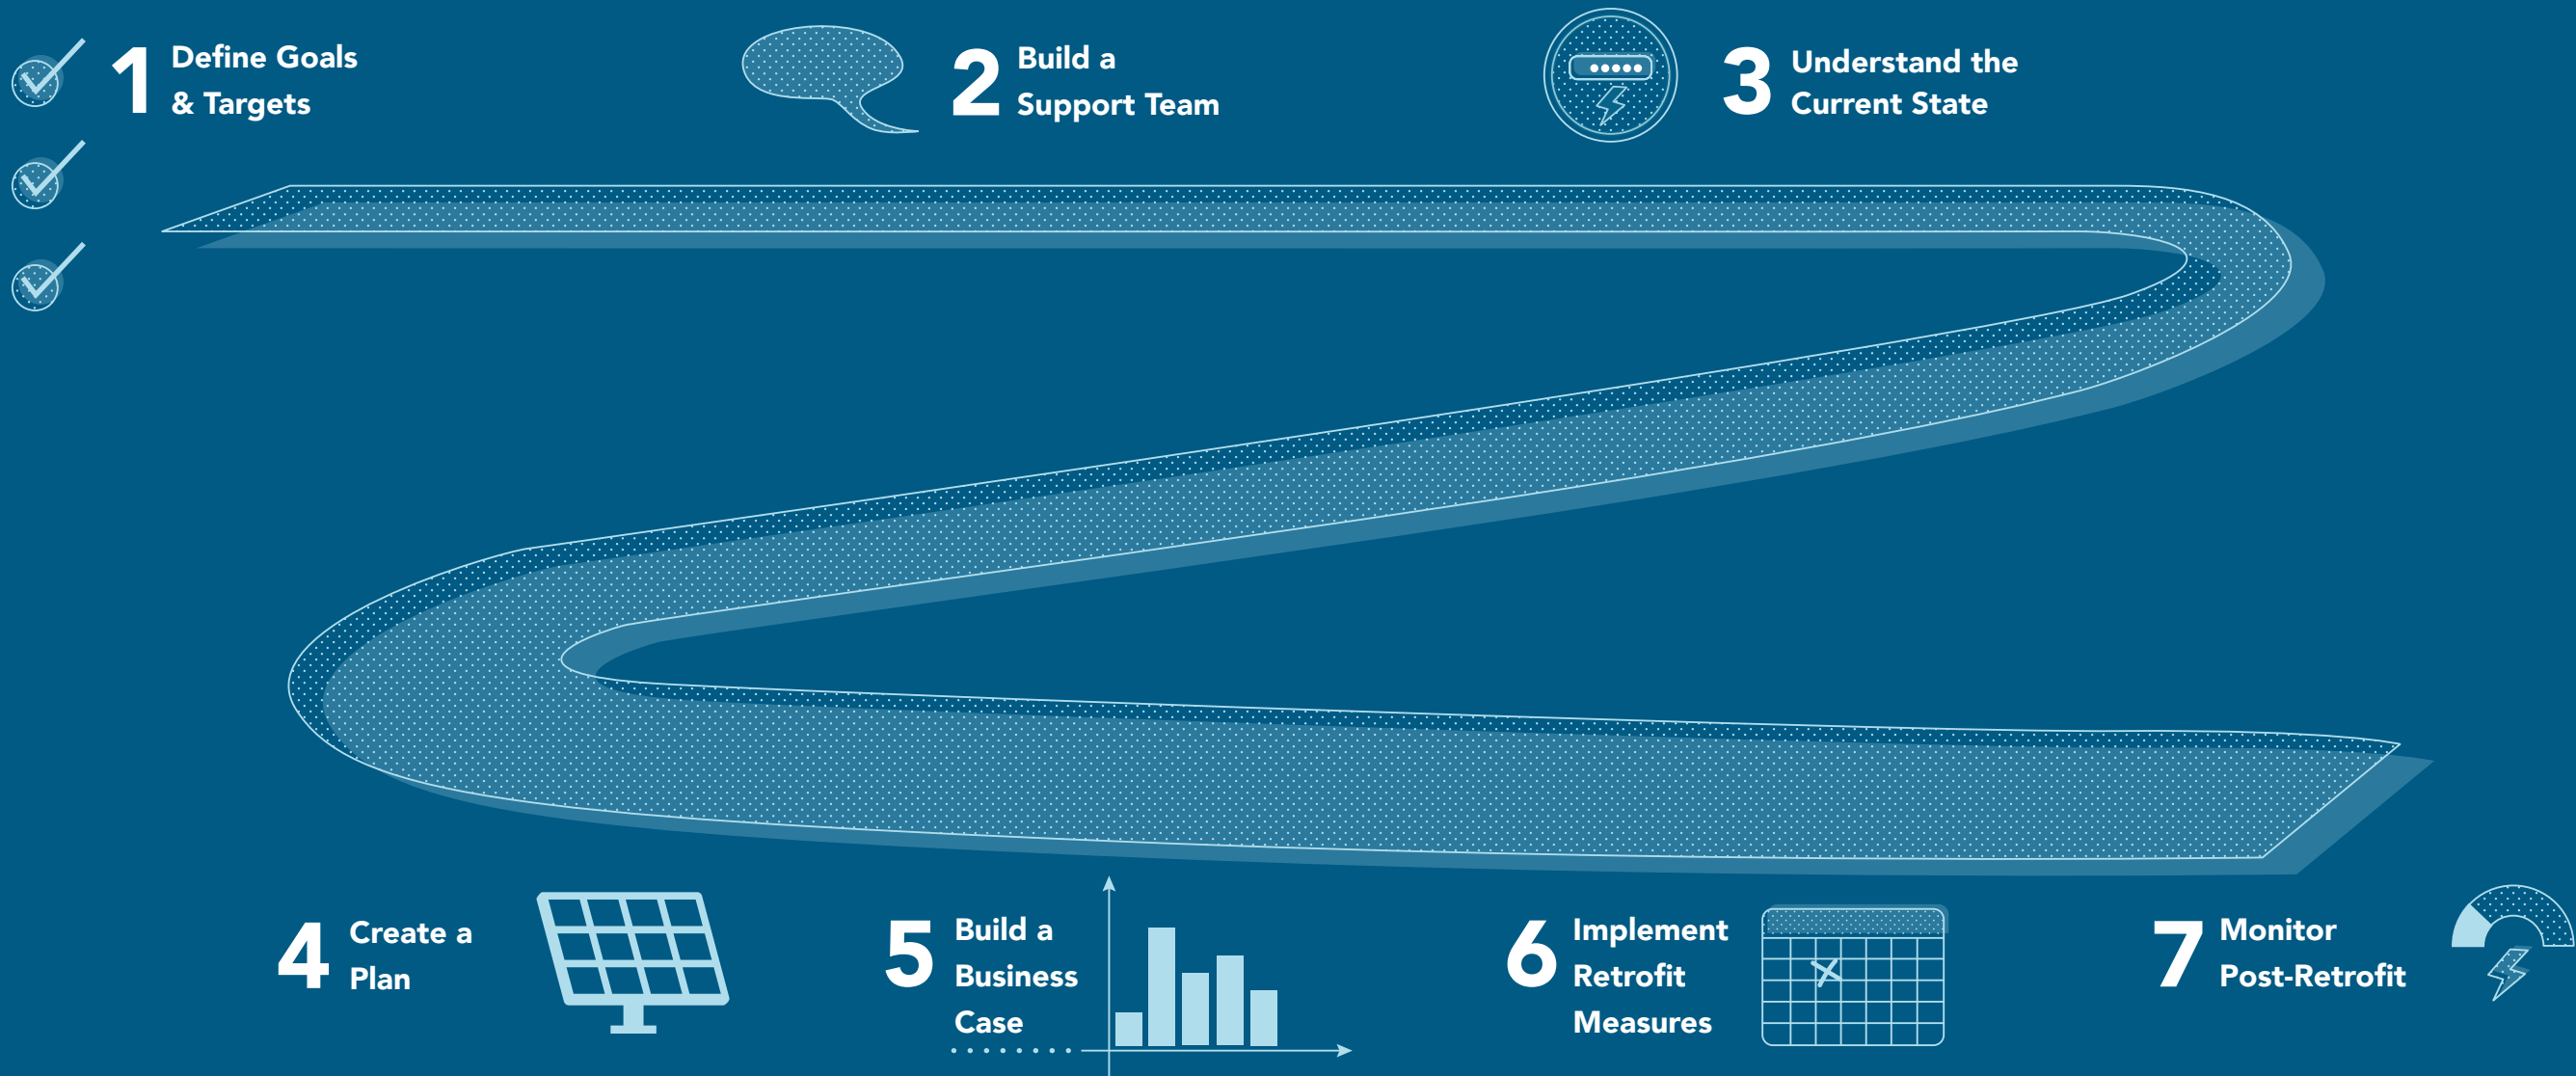 1 Define Goals
& Targets
2 Build a
Support Team
3 Understand the
Current State
4 Create a
Plan
5 Build a
Business
Case
6 Implement
Retrofit
Measures
7 Monitor
Post-Retrofit